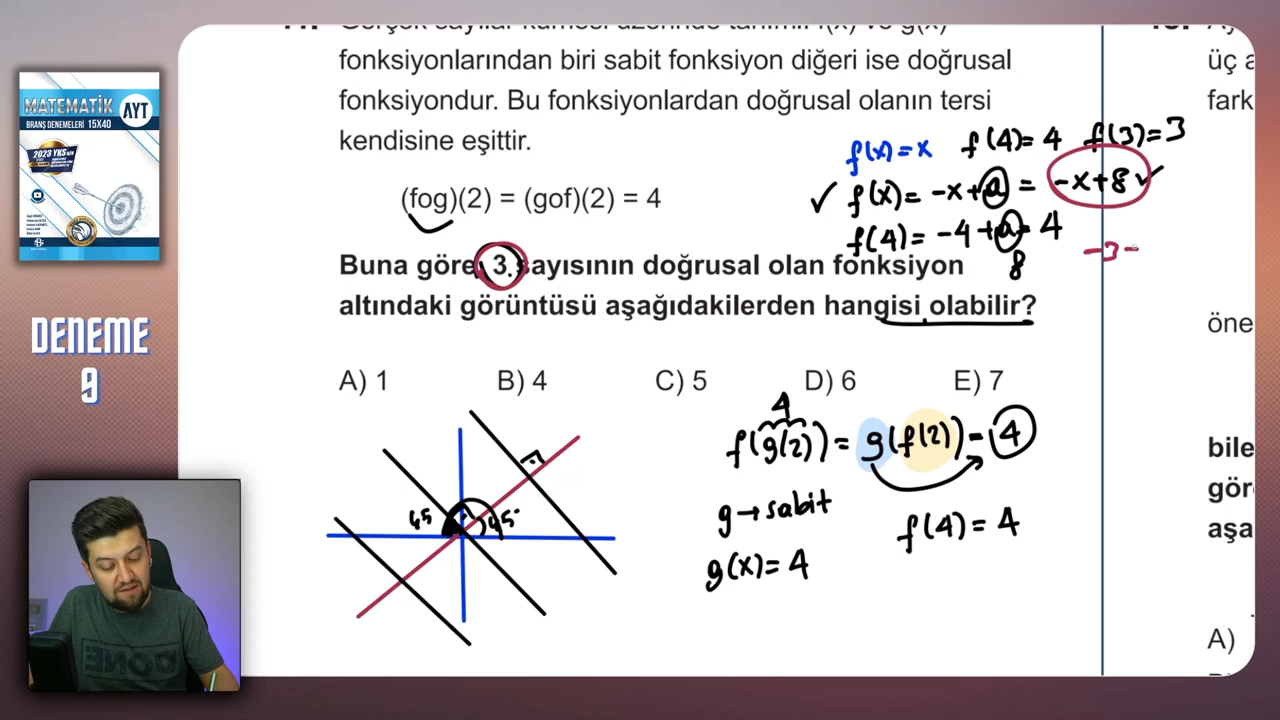 MATEMATİK AYT
BRANŞ DENEMELERİ 15X40
DENEME
9
fonksiyonlarından biri sabit fonksiyon diğeri ise doğrusal
fonksiyondur. Bu fonksiyonlardan doğrusal olanın tersi
kendisine eşittir.
(fog)(2) = (gof)(2) = 4
Buna göre, 3 sayısının doğrusal olan fonksiyon
altındaki görüntüsü aşağıdakilerden hangisi olabilir?
A) 1 B) 4 C) 5 D) 6 E) 7
f(x)=x f(4)=4 f(3)=3
✓ f(x)= -x+a = -x+8 ✓
f(4)= -4+a= 4
8
-3-
4
f(g(2)) = g(f(2))=4
g→sabit
g(x)=4
f(4)=4
45 45°
üç a
fark
öne
bile
gör
aşa
A)
DONE